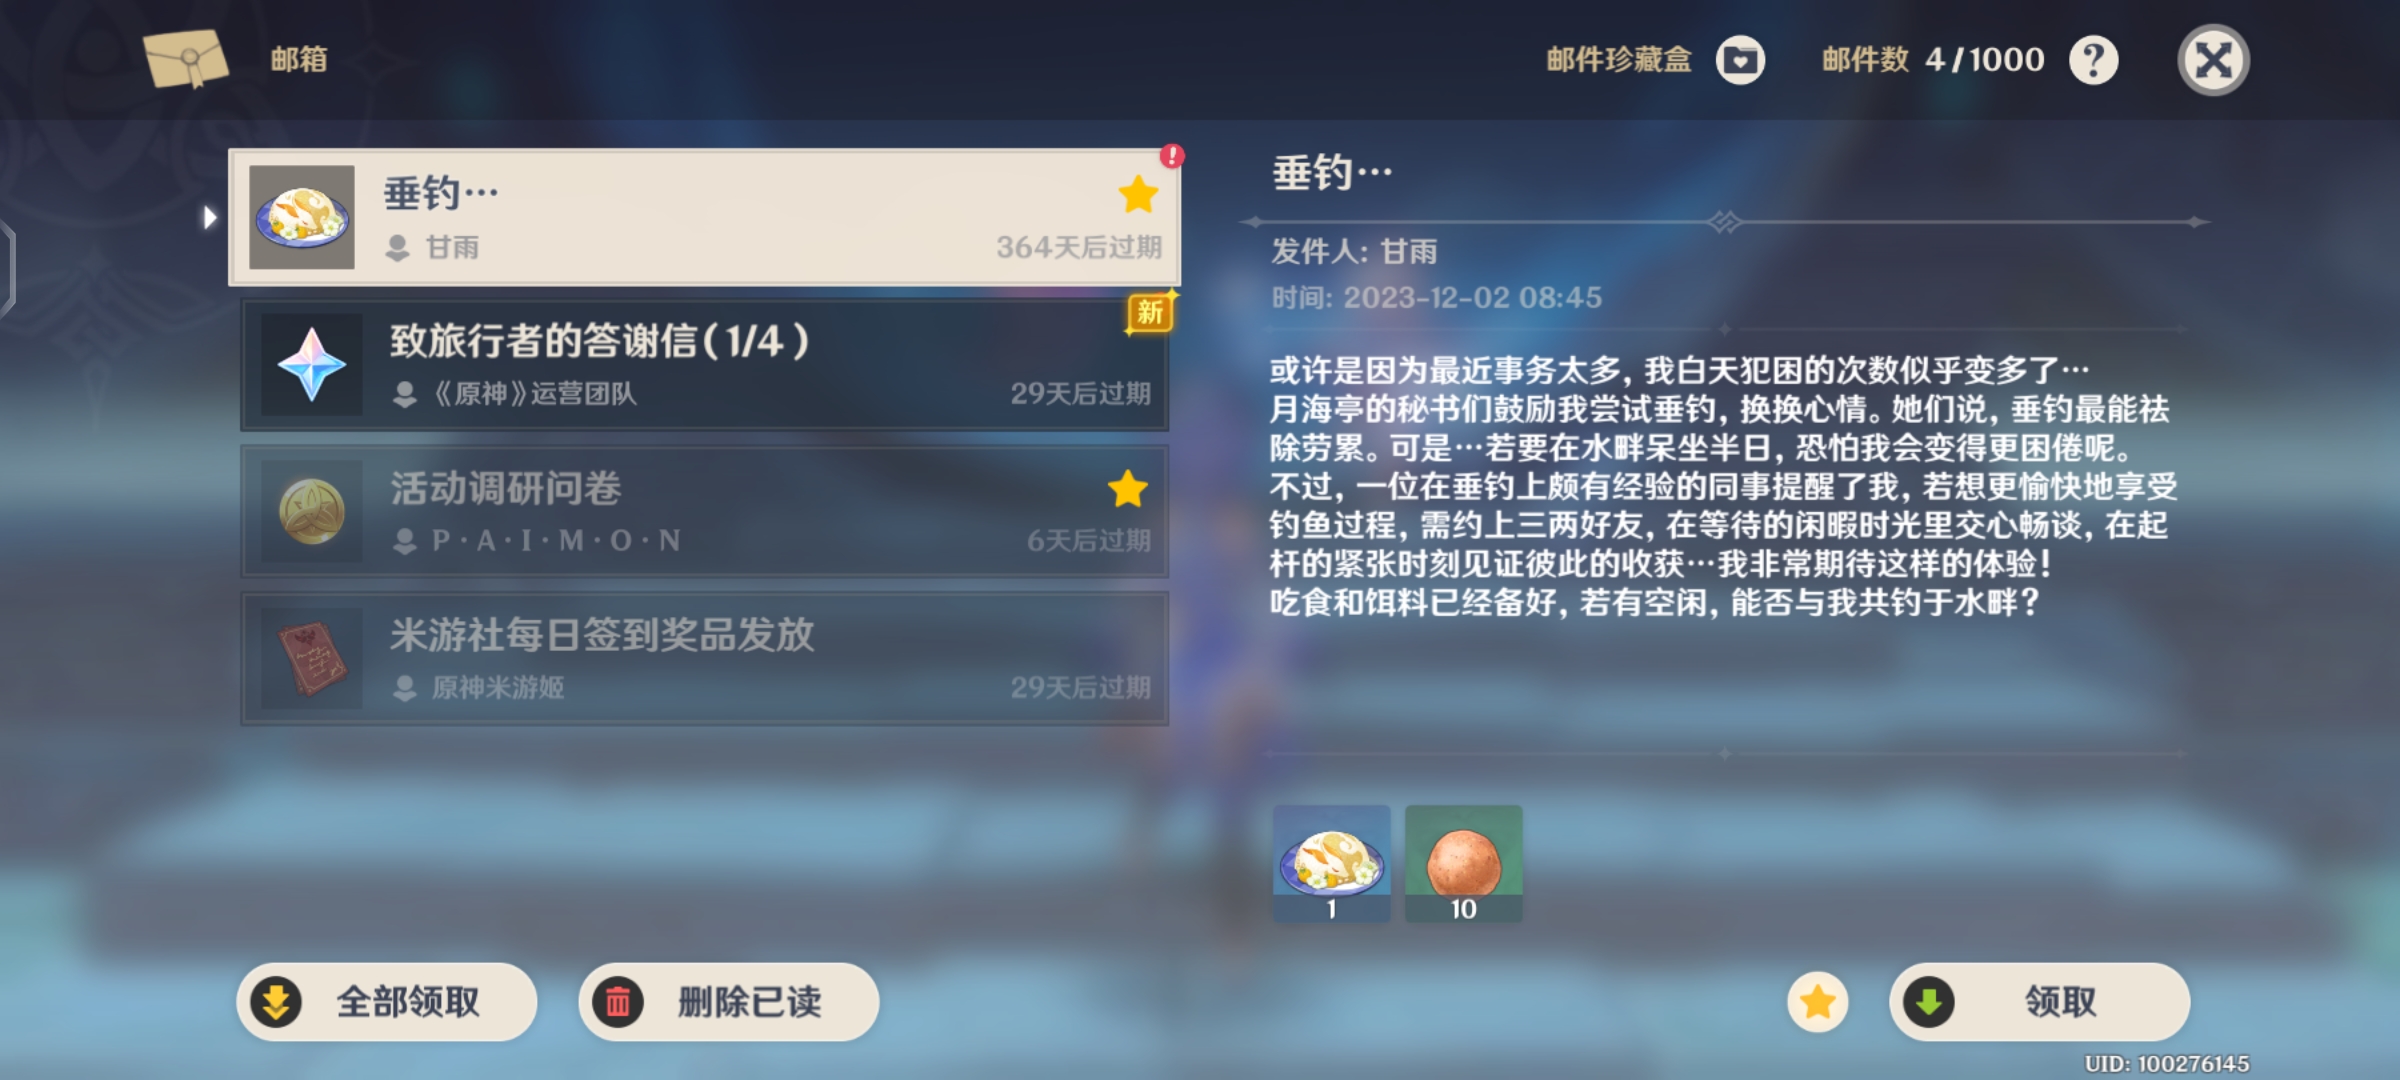 邮箱
邮件珍藏盒
邮件数 4/1000
垂钓…
甘雨
364天后过期
致旅行者的答谢信(1/4)
新
《原神》运营团队
29天后过期
活动调研问卷
P·A·I·M·O·N
6天后过期
米游社每日签到奖品发放
原神米游姬
29天后过期
垂钓…
发件人: 甘雨
时间: 2023-12-02 08:45
或许是因为最近事务太多, 我白天犯困的次数似乎变多了…
月海亭的秘书们鼓励我尝试垂钓, 换换心情。她们说, 垂钓最能祛
除劳累。可是…若要在水畔呆坐半日, 恐怕我会变得更困倦呢。
不过, 一位在垂钓上颇有经验的同事提醒了我, 若想更愉快地享受
钓鱼过程, 需约上三两好友, 在等待的闲暇时光里交心畅谈, 在起
杆的紧张时刻见证彼此的收获…我非常期待这样的体验!
吃食和饵料已经备好, 若有空闲, 能否与我共钓于水畔?
1
10
全部领取
删除已读
领取
UID: 100276145